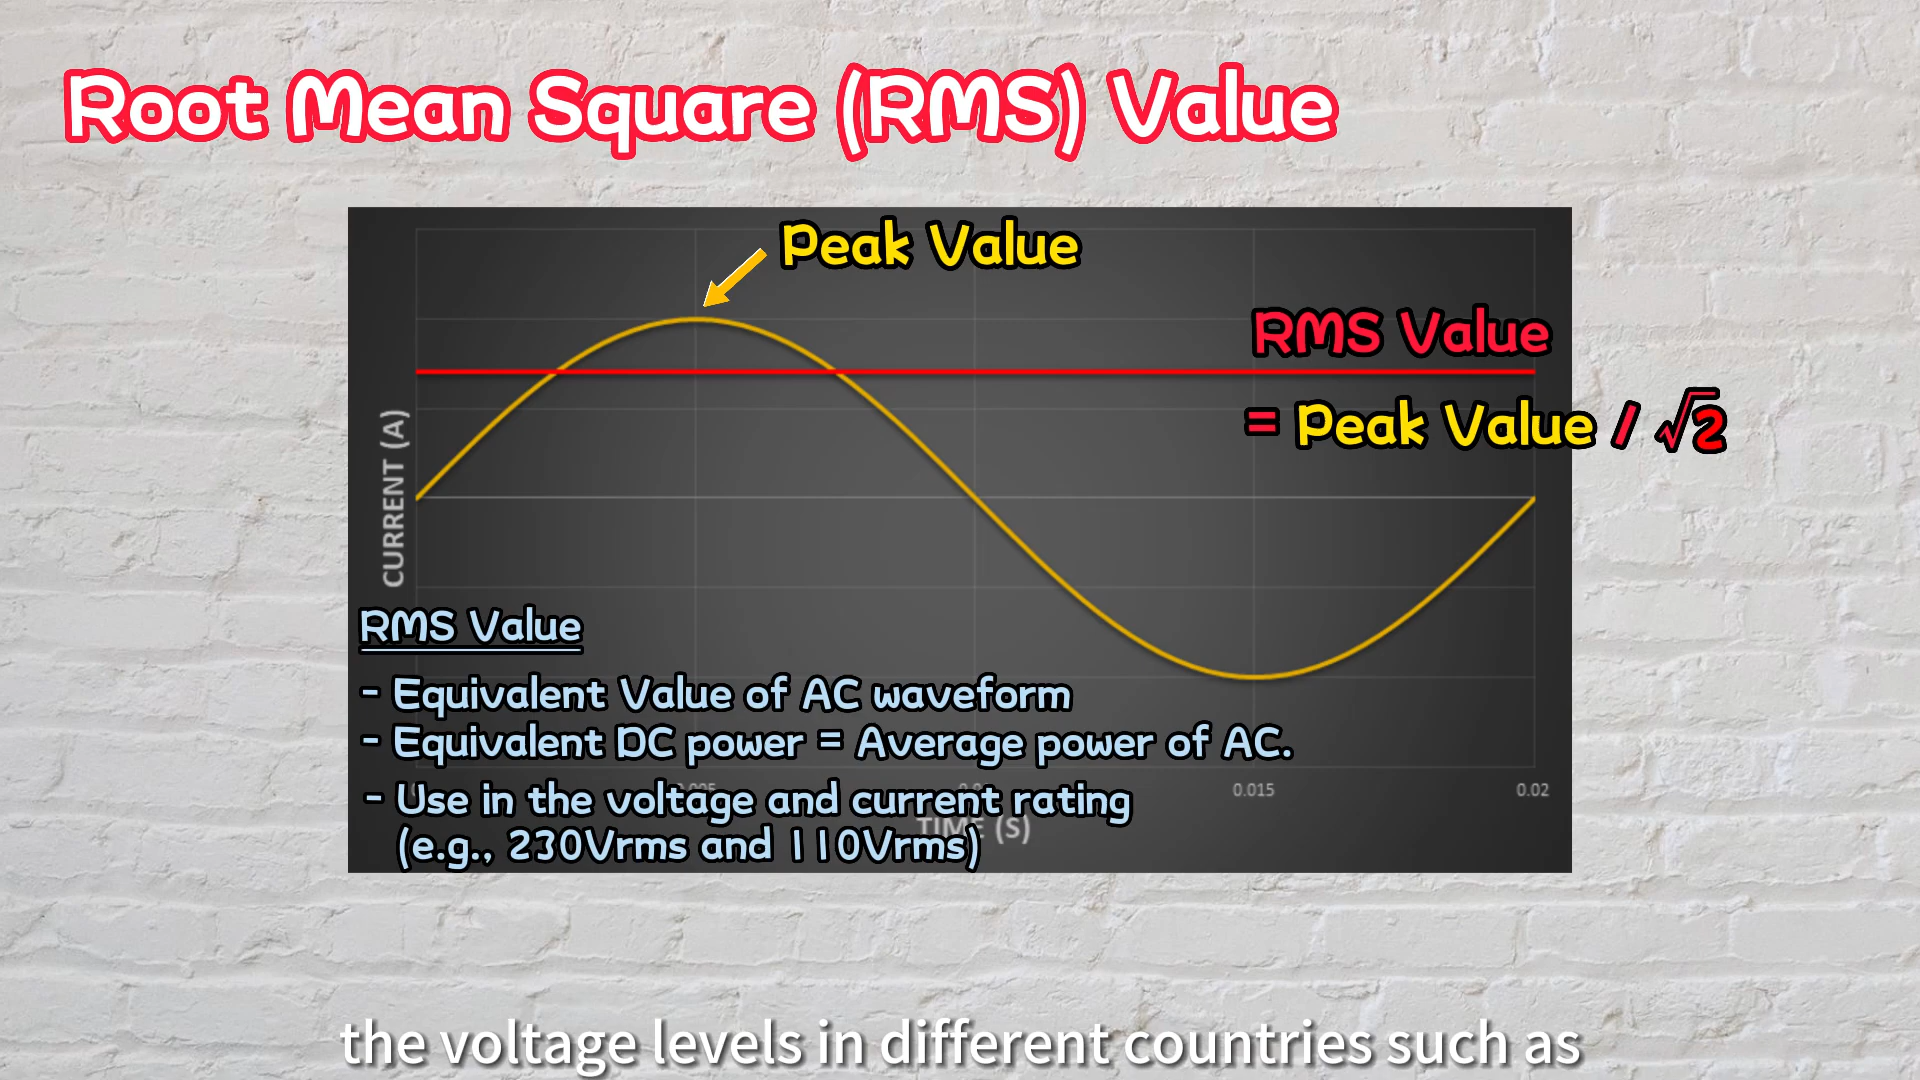 Root Mean Square (RMS) Value
Peak Value
RMS Value
= Peak Value / √2
CURRENT (A)
RMS Value
- Equivalent Value of AC waveform
- Equivalent DC power = Average power of AC.
- Use in the voltage and current rating
(e.g., 230Vrms and 110Vrms)
0.015
0.02
TIME (S)
the voltage levels in different countries such as